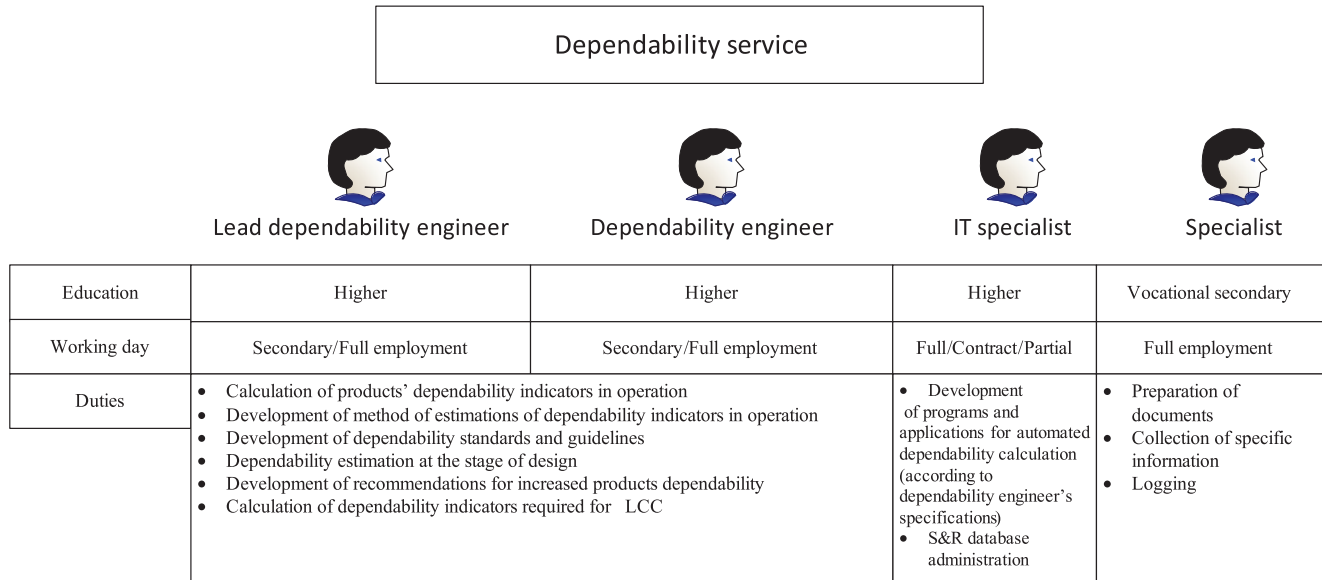 Dependability service
Lead dependability engineer
Dependability engineer
IT specialist
Specialist
Education
Higher
Higher
Higher
Vocational secondary
Working day
Secondary/Full employment
Secondary/Full employment
Full/Contract/Partial
Full employment
Duties
• Calculation of products’ dependability indicators in operation
• Development of method of estimations of dependability indicators in operation
• Development of dependability standards and guidelines
• Dependability estimation at the stage of design
• Development of recommendations for increased products dependability
• Calculation of dependability indicators required for LCC
• Development
of programs and
applications for automated
dependability calculation
(according to
dependability engineer’s
specifications)
• S&R database
administration
• Preparation of
documents
• Collection of specific
information
• Logging